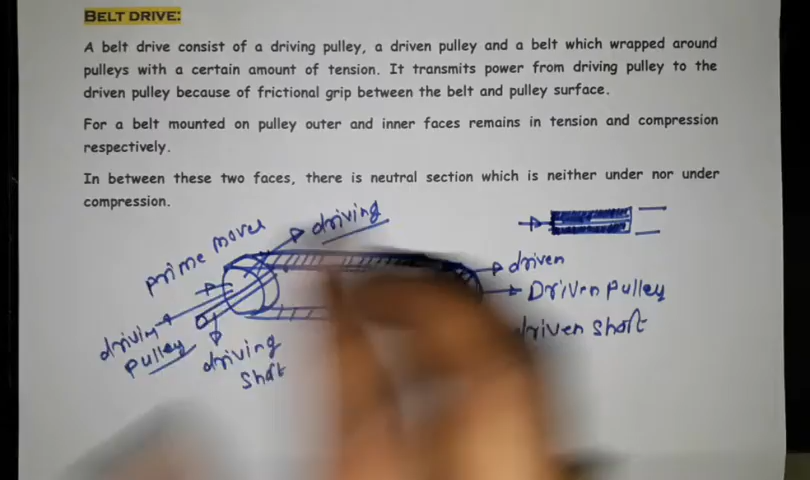 BELT DRIVE:
A belt drive consist of a driving pulley, a driven pulley and a belt which wrapped around
pulleys with a certain amount of tension. It transmits power from driving pulley to the
driven pulley because of frictional grip between the belt and pulley surface.
For a belt mounted on pulley outer and inner faces remains in tension and compression
respectively.
In between these two faces, there is neutral section which is neither under nor under
compression.
prime mover
driving
driven
Driven pulley
driven shaft
driving
pulley
driving
shaft